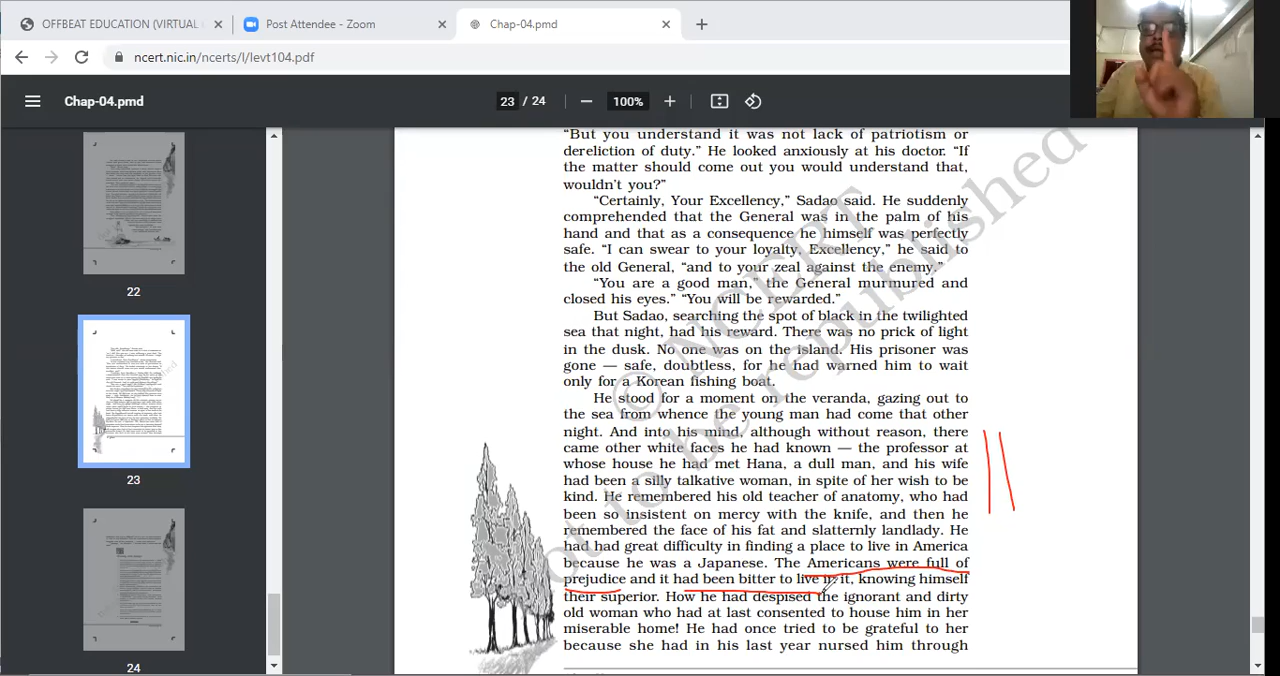 OFFBEAT EDUCATION (VIRTUAL
Post Attendee - Zoom
Chap-04.pmd
ncert.nic.in/ncerts/l/levt104.pdf
Chap-04.pmd
23 / 24
100%
22
23
24
“But you understand it was not lack of patriotism or
dereliction of duty.” He looked anxiously at his doctor. “If
the matter should come out you would understand that,
wouldn’t you?”
“Certainly, Your Excellency,” Sadao said. He suddenly
comprehended that the General was in the palm of his
hand and that as a consequence he himself was perfectly
safe. “I can swear to your loyalty, Excellency,” he said to
the old General, “and to your zeal against the enemy.”
“You are a good man,” the General murmured and
closed his eyes.” “You will be rewarded.”
But Sadao, searching the spot of black in the twilighted
sea that night, had his reward. There was no prick of light
in the dusk. No one was on the island. His prisoner was
gone — safe, doubtless, for he had warned him to wait
only for a Korean fishing boat.
He stood for a moment on the veranda, gazing out to
the sea from whence the young man had come that other
night. And into his mind, although without reason, there
came other white faces he had known — the professor at
whose house he had met Hana, a dull man, and his wife
had been a silly talkative woman, in spite of her wish to be
kind. He remembered his old teacher of anatomy, who had
been so insistent on mercy with the knife, and then he
remembered the face of his fat and slatternly landlady. He
had had great difficulty in finding a place to live in America
because he was a Japanese. The Americans were full of
prejudice and it had been bitter to live in it, knowing himself
their superior. How he had despised the ignorant and dirty
old woman who had at last consented to house him in her
miserable home! He had once tried to be grateful to her
because she had in his last year nursed him through
© NCERT
not to be republished